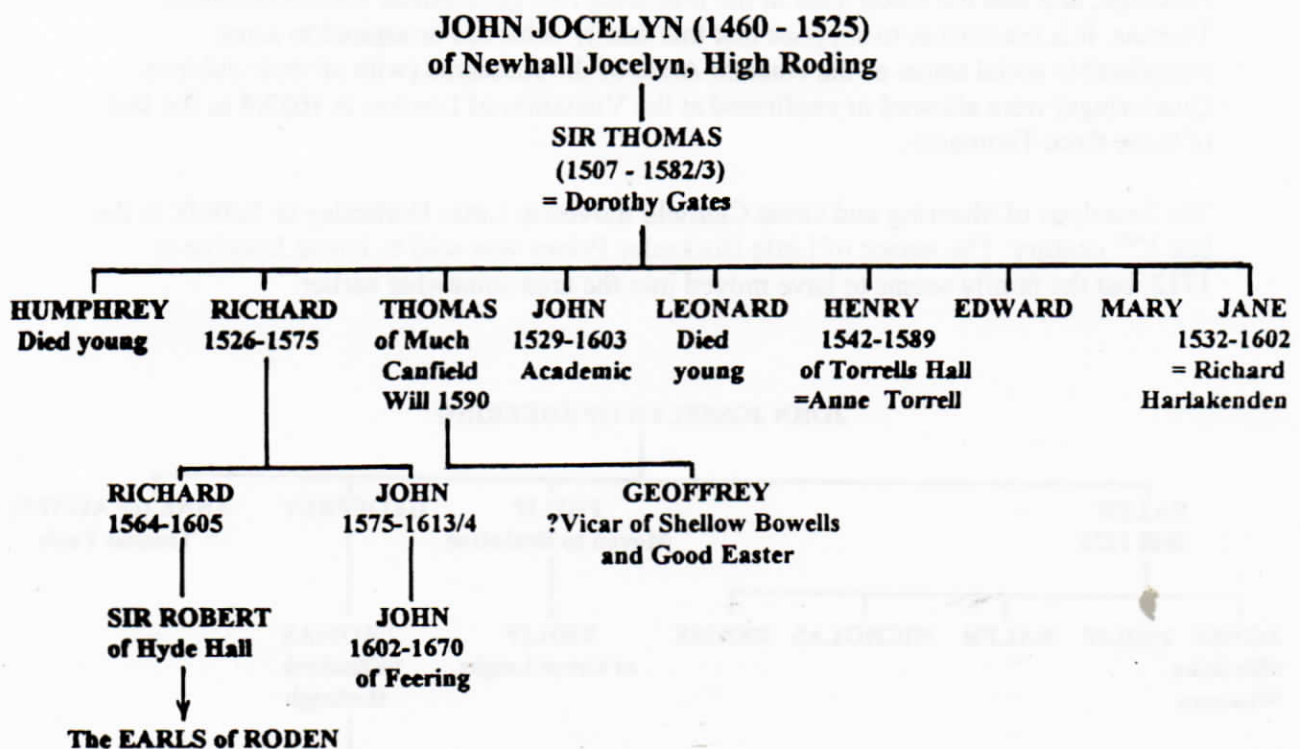 JOHN JOCELYN (1460 - 1525)
of Newhall Jocelyn, High Roding
SIR THOMAS
(1507 - 1582/3)
= Dorothy Gates
HUMPHREY RICHARD THOMAS JOHN LEONARD HENRY EDWARD MARY JANE
Died young 1526-1575 of Much 1529-1603 Died 1542-1589 1532-1602
Canfield Academic young of Torrells Hall = Richard
Will 1590 =Anne Torrell Harlakenden
RICHARD JOHN GEOFFREY
1564-1605 1575-1613/4 ?Vicar of Shellow Bowells
and Good Easter
SIR ROBERT JOHN
of Hyde Hall 1602-1670
of Feering
The EARLS of RODEN